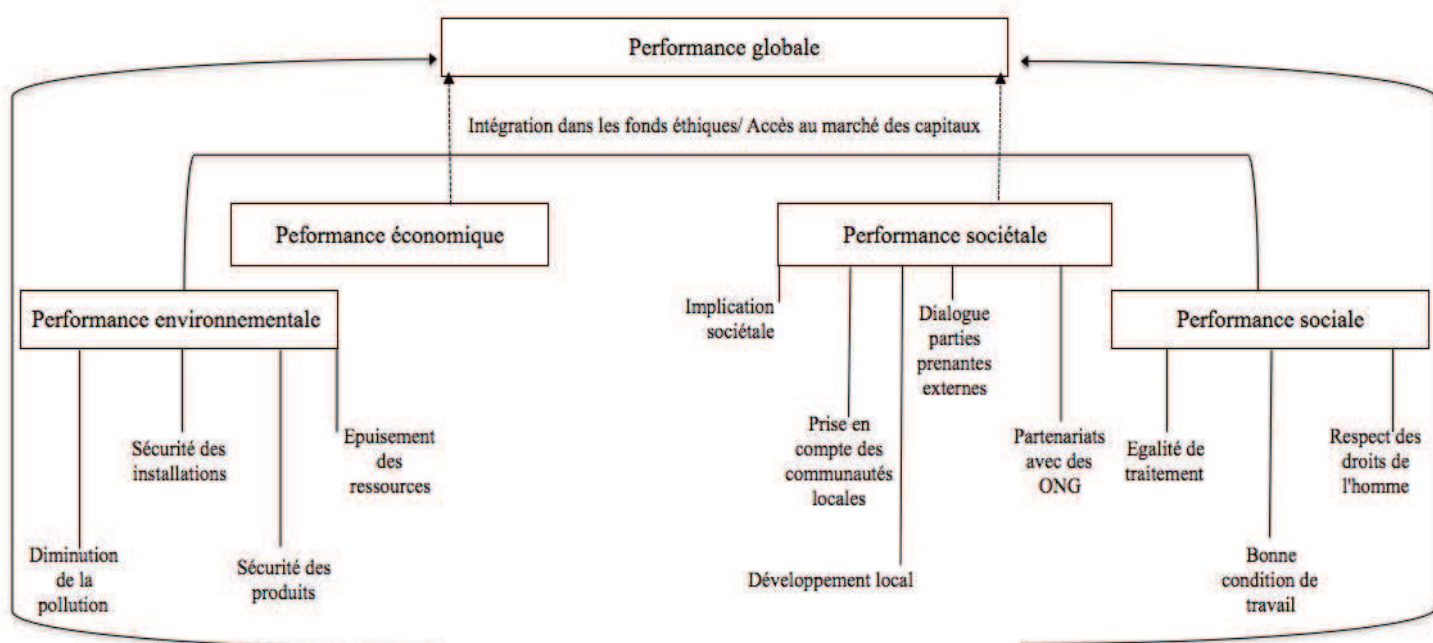 Performance globale
Intégration dans les fonds éthiques/ Accès au marché des capitaux
Peformance économique
Performance sociétale
Performance environnementale
Performance sociale
Implication
sociétale
Dialogue
parties
prenantes
externes
Sécurité des
installations
Epuisement
des
ressources
Prise en
compte des
communautés
locales
Partenariats
avec des
ONG
Egalité de
traitement
Respect des
droits de
l'homme
Diminution
de la
pollution
Sécurité des
produits
Développement local
Bonne
condition de
travail